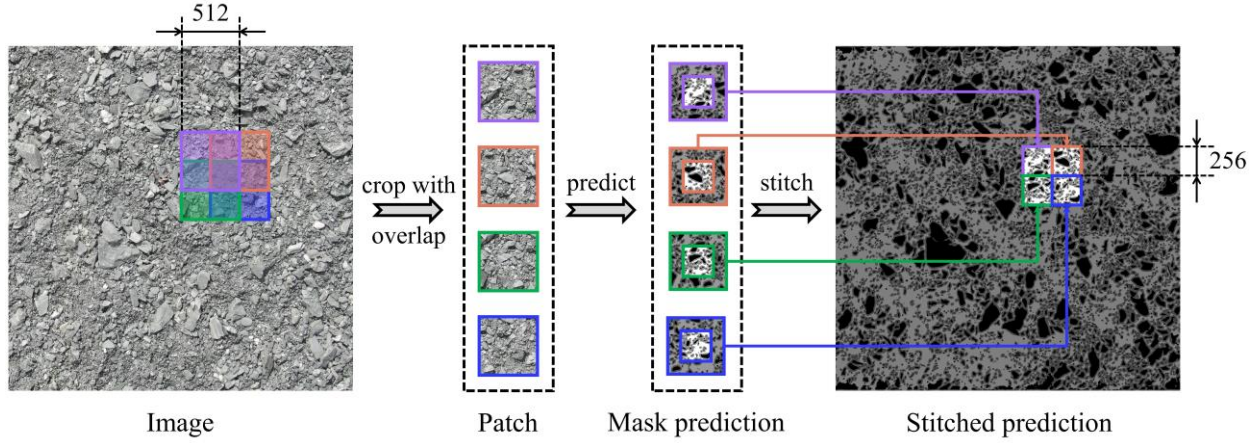 512
crop with
overlap
predict
stitch
256
Image
Patch
Mask prediction
Stitched prediction